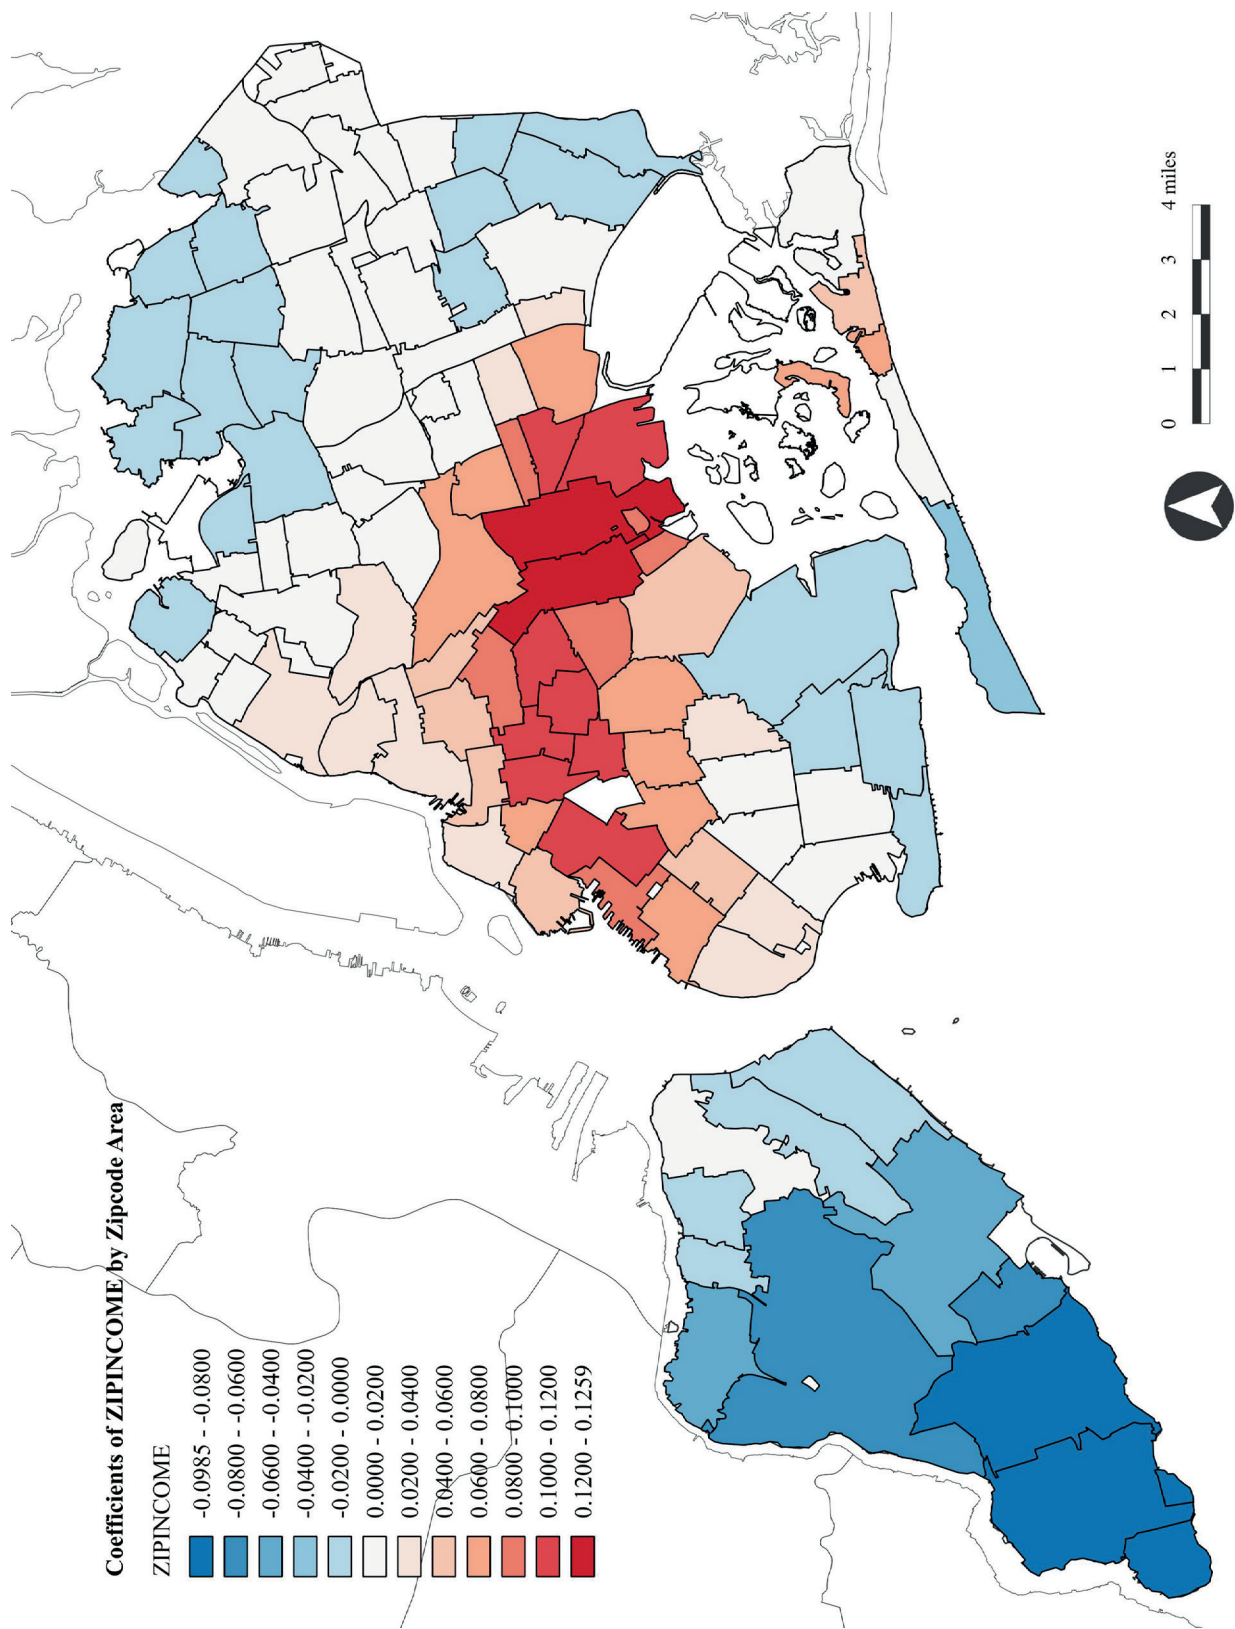 Coefficients of ZIPINCOME by Zipcode Area
ZIPINCOME
-0.0985 - -0.0800
-0.0800 - -0.0600
-0.0600 - -0.0400
-0.0400 - -0.0200
-0.0200 - 0.0000
0.0000 - 0.0200
0.0200 - 0.0400
0.0400 - 0.0600
0.0600 - 0.0800
0.0800 - 0.1000
0.1000 - 0.1200
0.1200 - 0.1259
0 1 2 3 4 miles